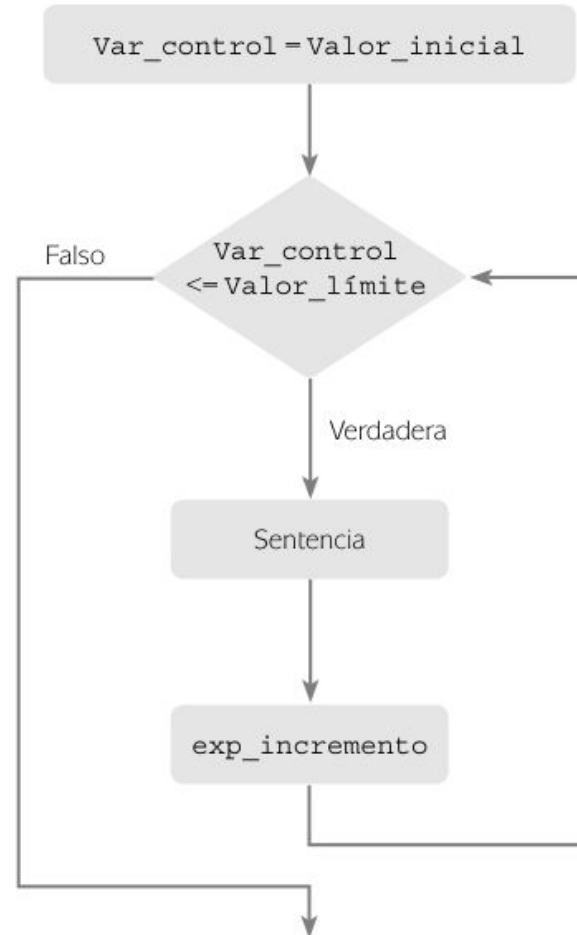 Var_control = Valor_inicial
Falso
Var_control
<= Valor_límite
Verdadera
Sentencia
exp_incremento